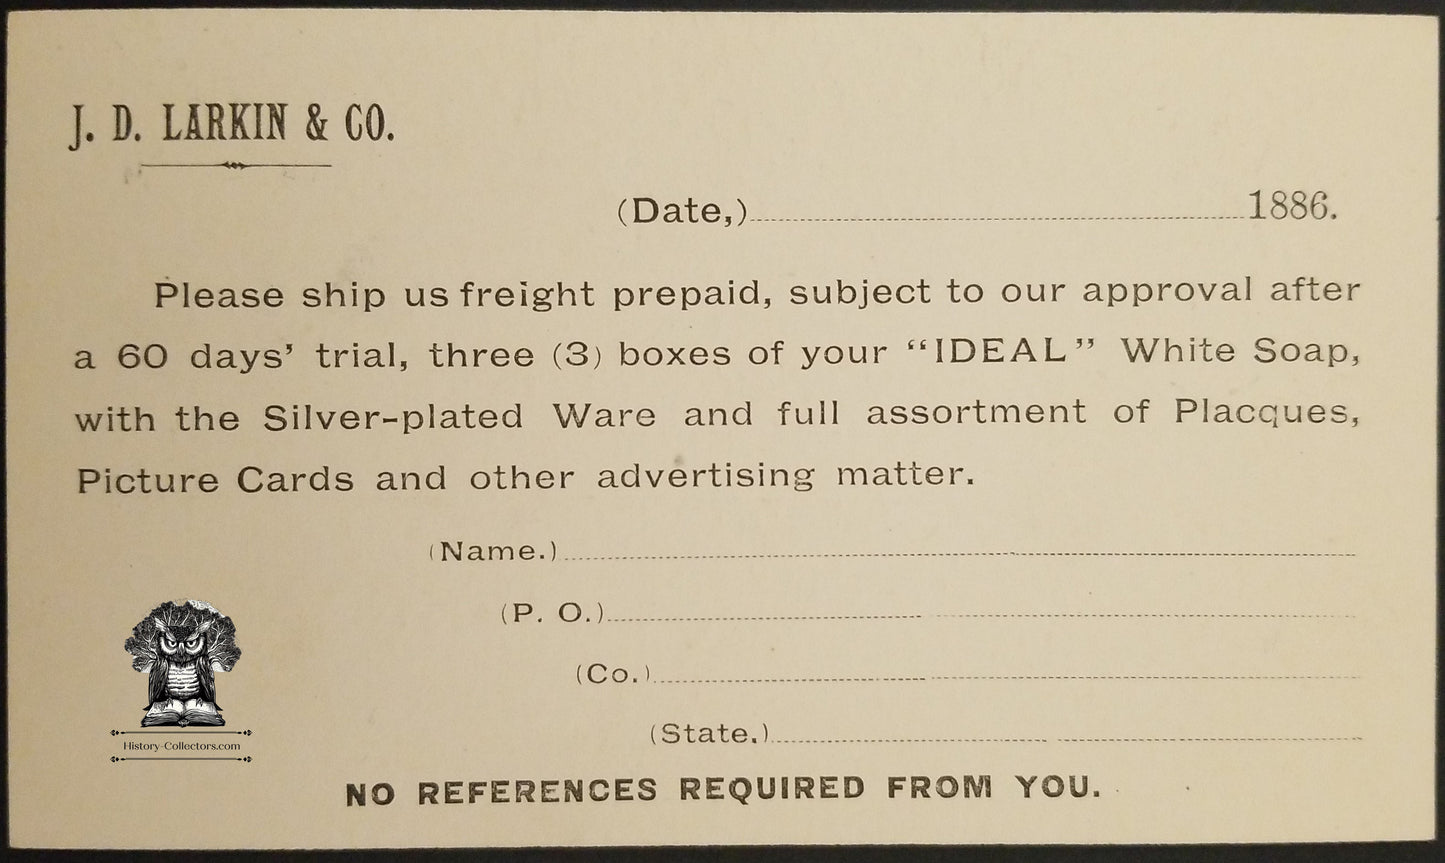 J. D. LARKIN & CO.
(Date,) 1886.
Please ship us freight prepaid, subject to our approval after
a 60 days' trial, three (3) boxes of your “IDEAL” White Soap,
with the Silver-plated Ware and full assortment of Placques,
Picture Cards and other advertising matter.
(Name.)
(P. O.)
(Co.)
(State.)
History-Collectors.com
NO REFERENCES REQUIRED FROM YOU.